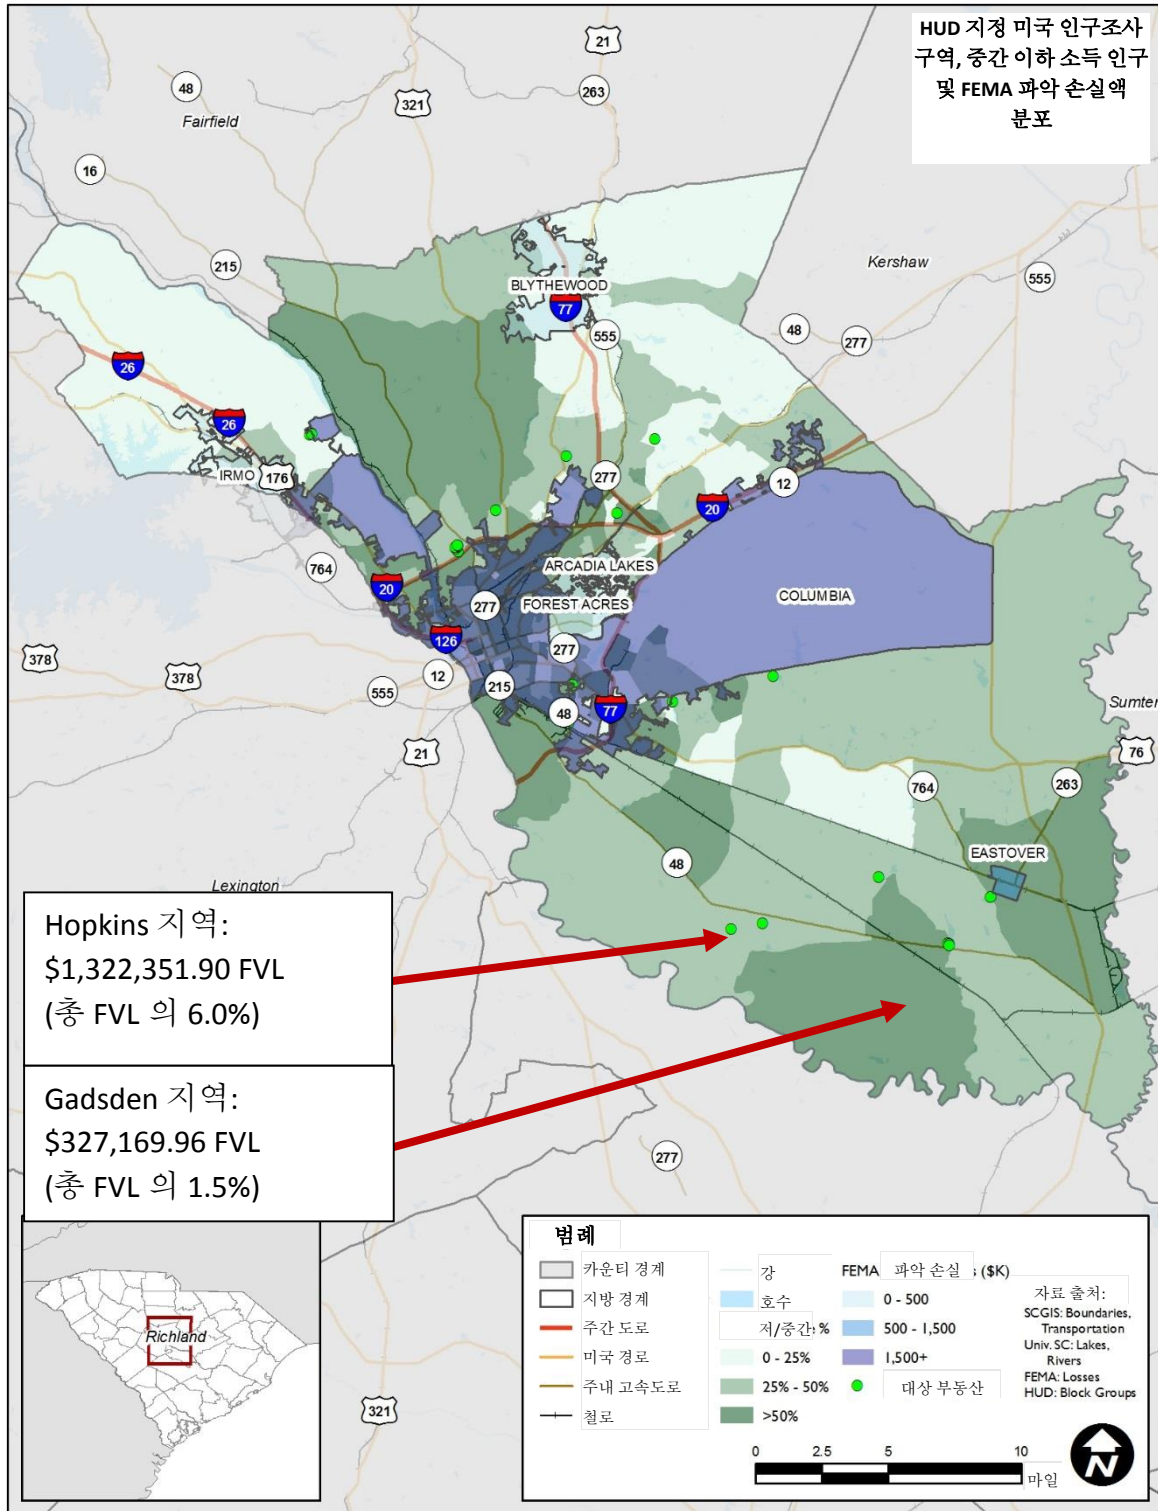 HUD 지정 미국 인구조사
구역, 중간 이하 소득 인구
및 FEMA 파악 손실액
분포
21
48
263
321
Fairfield
16
215
Kershaw
555
BLYTHEWOOD
77
555
48
277
26
26
IRMO
176
277
12
20
764
ARCADIA LAKES
20
277
FOREST ACRES
COLUMBIA
126
277
378
378
12
555
215
48
77
Sumter
21
76
764
263
48
EASTOVER
Lexington
Hopkins 지역:
$1,322,351.90 FVL
(총 FVL 의 6.0%)
Gadsden 지역:
$327,169.96 FVL
(총 FVL 의 1.5%)
277
321
Richland
범례
카운티 경계
지방 경계
주간 도로
미국 경로
주내 고속도로
철로
강
호수
저/중간: %
0 - 25%
25% - 50%
>50%
FEMA 파악 손실 s ($K)
0 - 500
500 - 1,500
1,500+
대상 부동산
자료 출처:
SCGIS: Boundaries,
Transportation
Univ. SC: Lakes,
Rivers
FEMA: Losses
HUD: Block Groups
0 2.5 5 10
마일
N